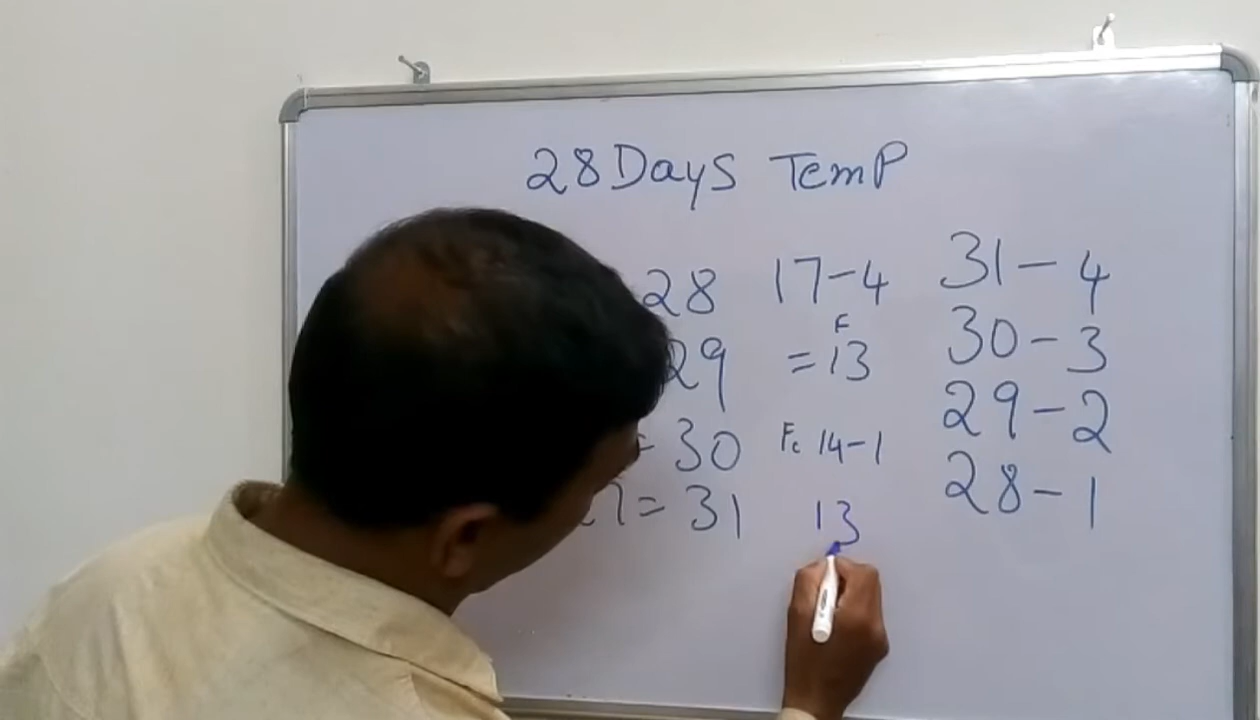 28 Days Temp
28 17-4 31-4
29 F =13 30-3
=30 Fc 14-1 29-2
7=31 13 28-1